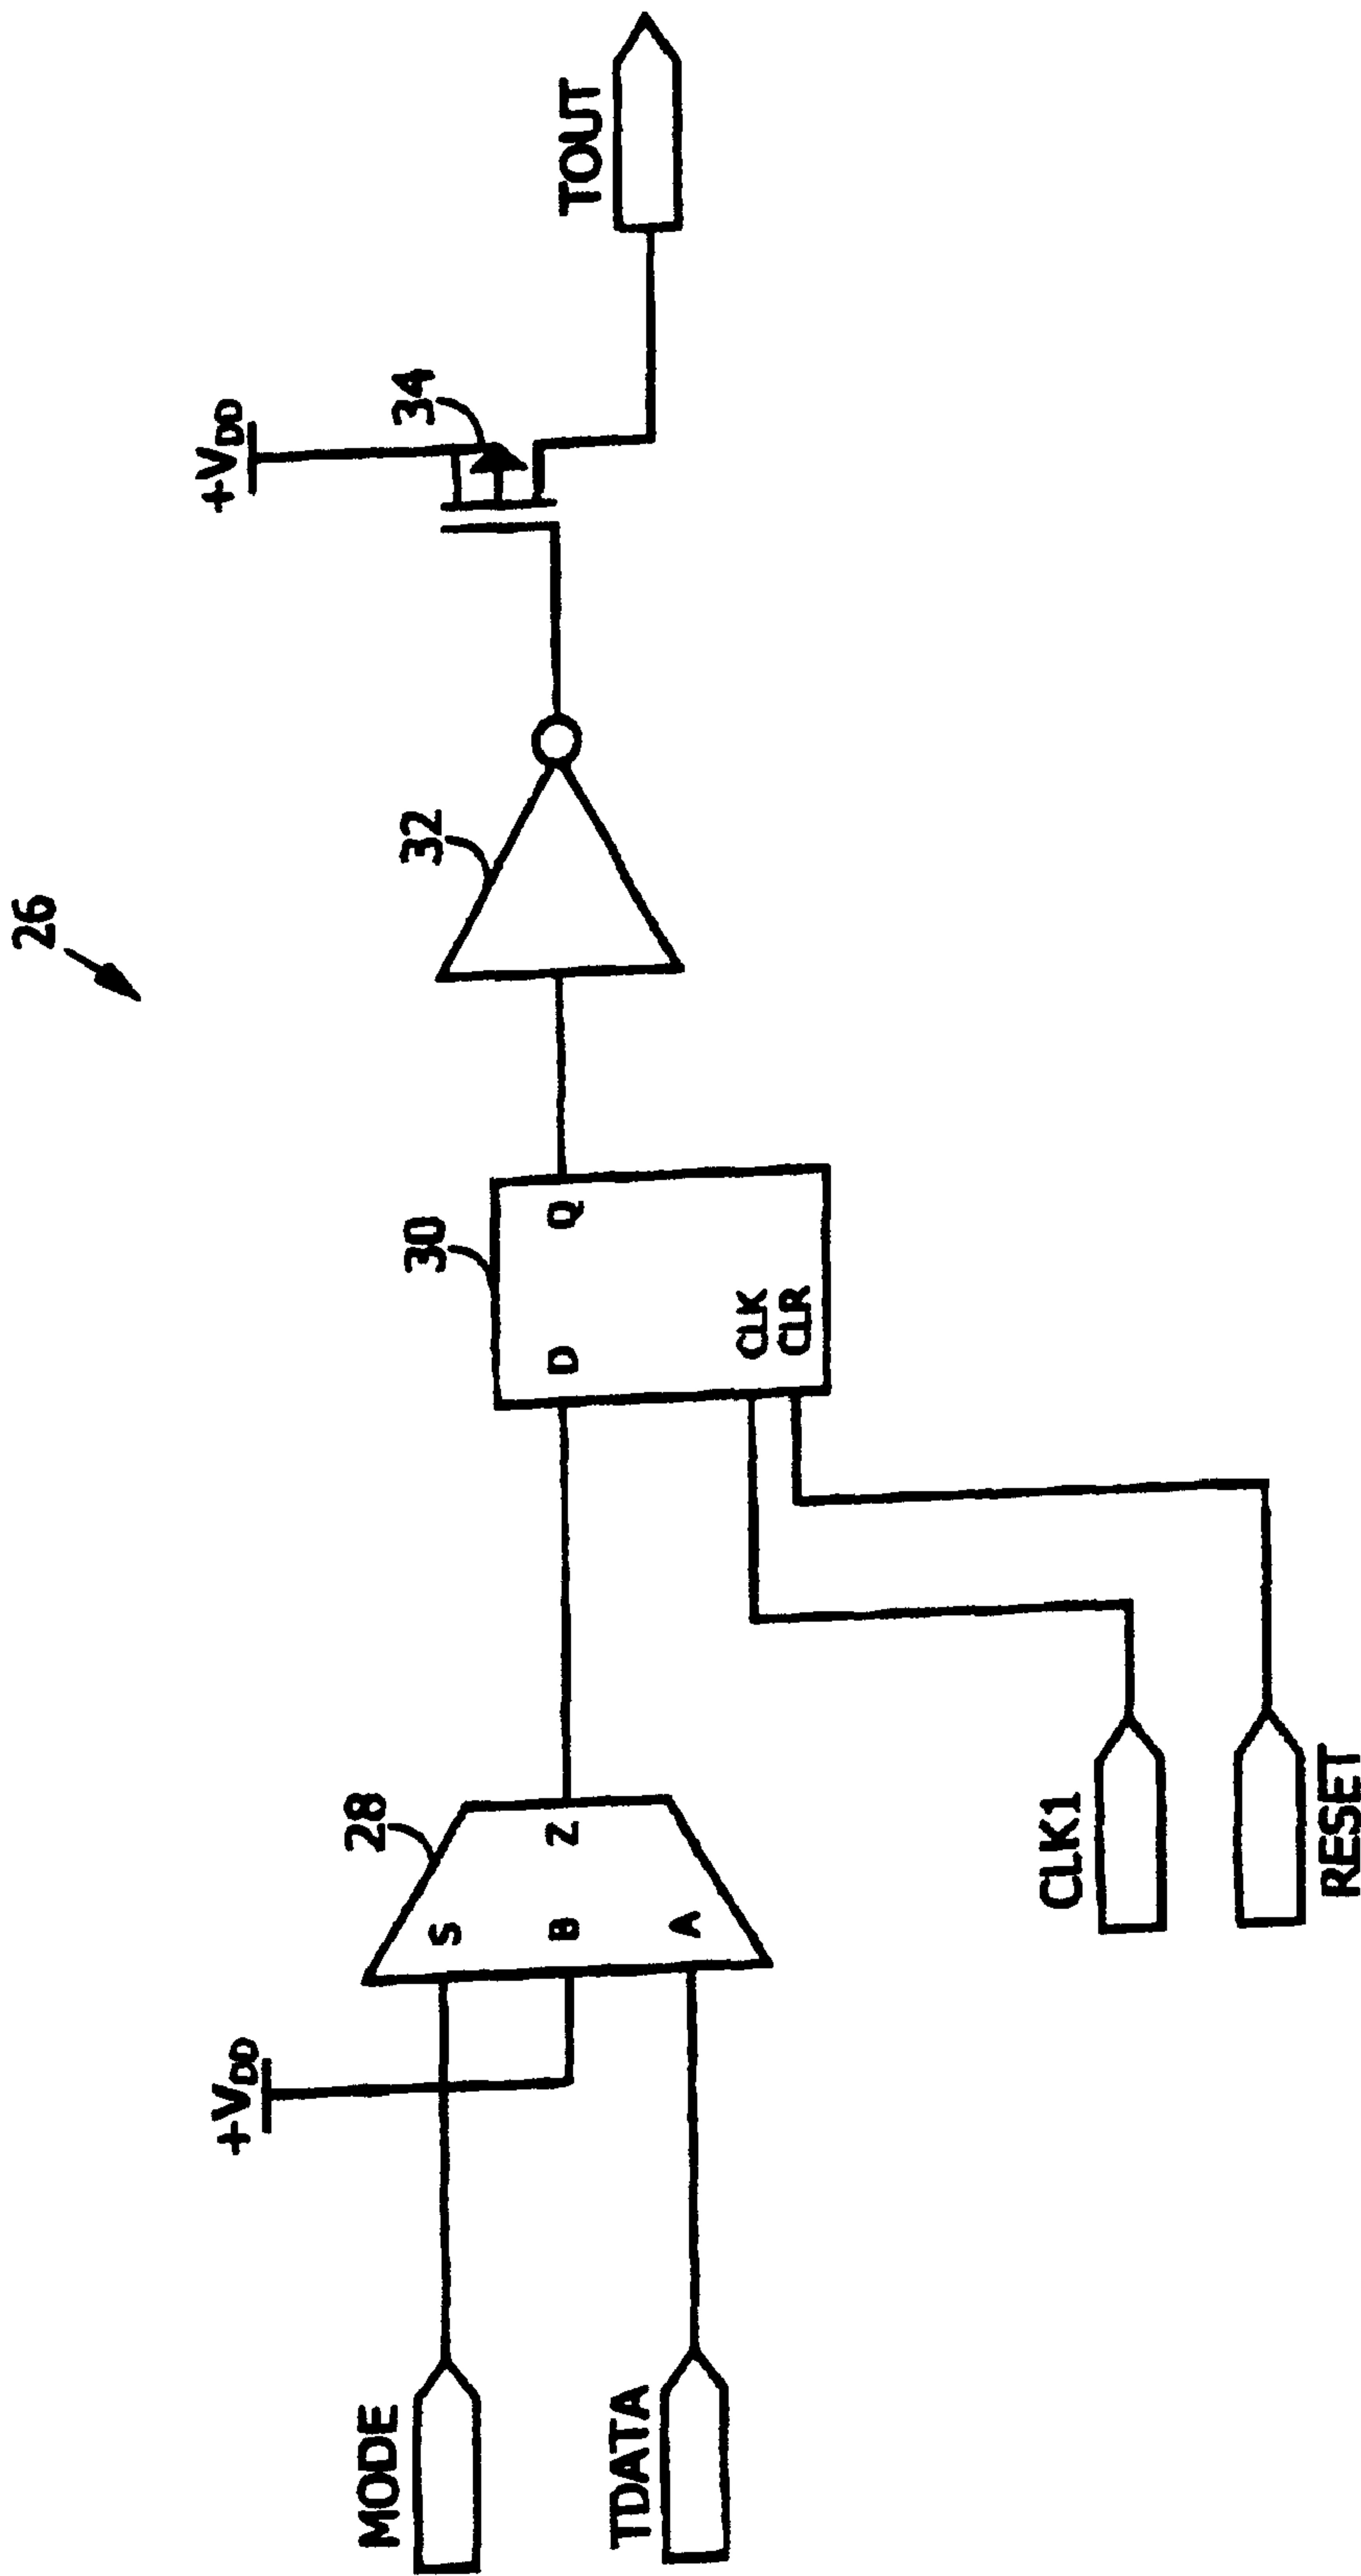 26
+VDD
34
TOUT
32
30
D
Q
CLK
CLR
28
S
B
Z
A
+VDD
MODE
TDATA
CLK1
RESET